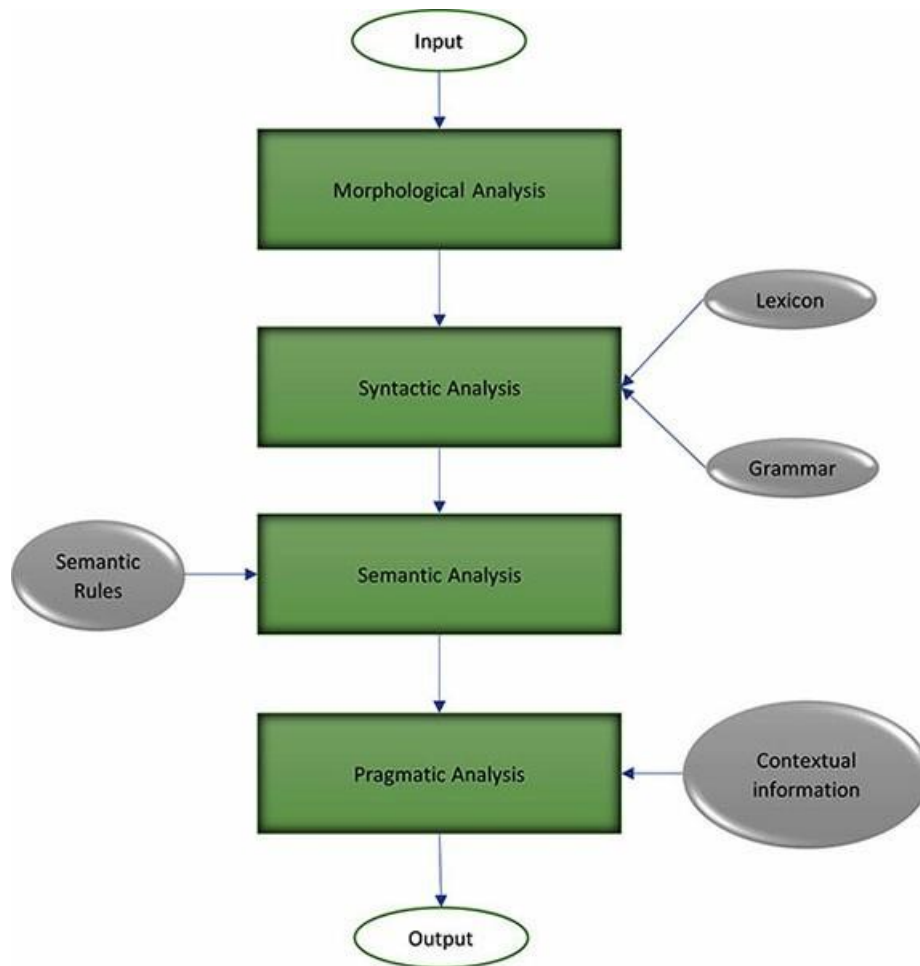 Input
Morphological Analysis
Lexicon
Syntactic Analysis
Grammar
Semantic
Rules
Semantic Analysis
Contextual
information
Pragmatic Analysis
Output